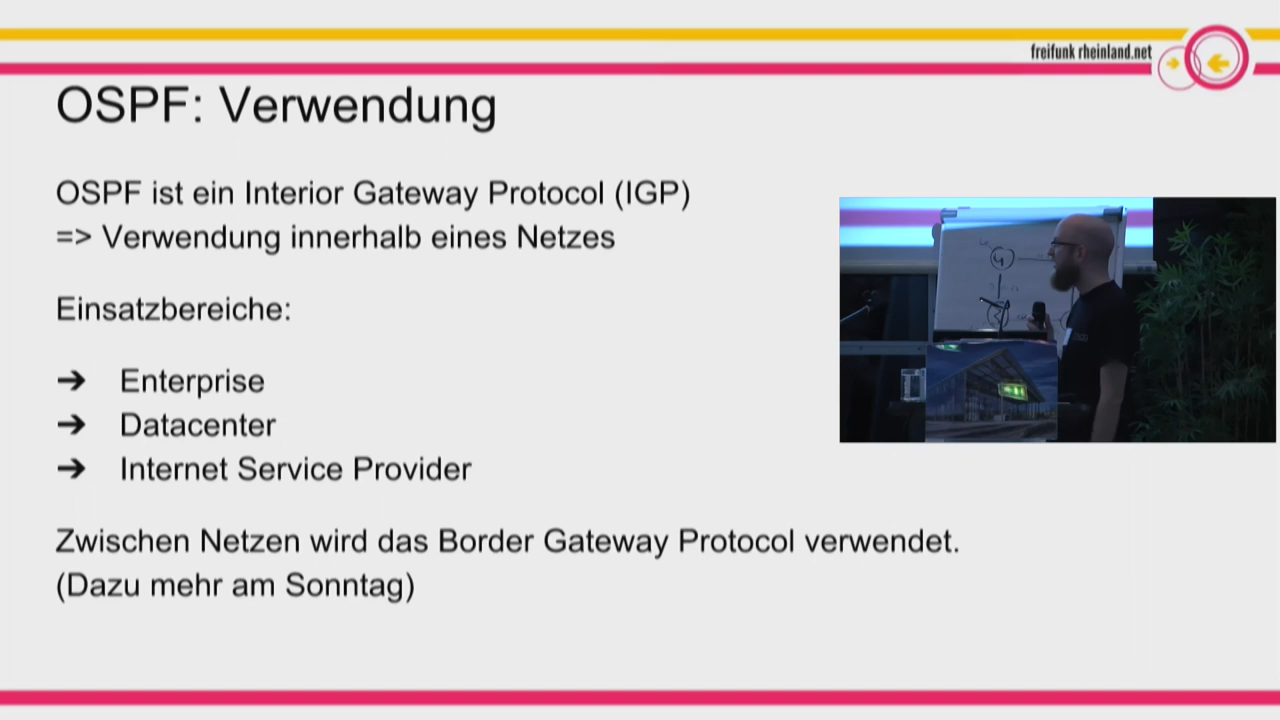 freifunk rheinland.net
OSPF: Verwendung
OSPF ist ein Interior Gateway Protocol (IGP)
=> Verwendung innerhalb eines Netzes
Einsatzbereiche:
➔ Enterprise
➔ Datacenter
➔ Internet Service Provider
Zwischen Netzen wird das Border Gateway Protocol verwendet.
(Dazu mehr am Sonntag)